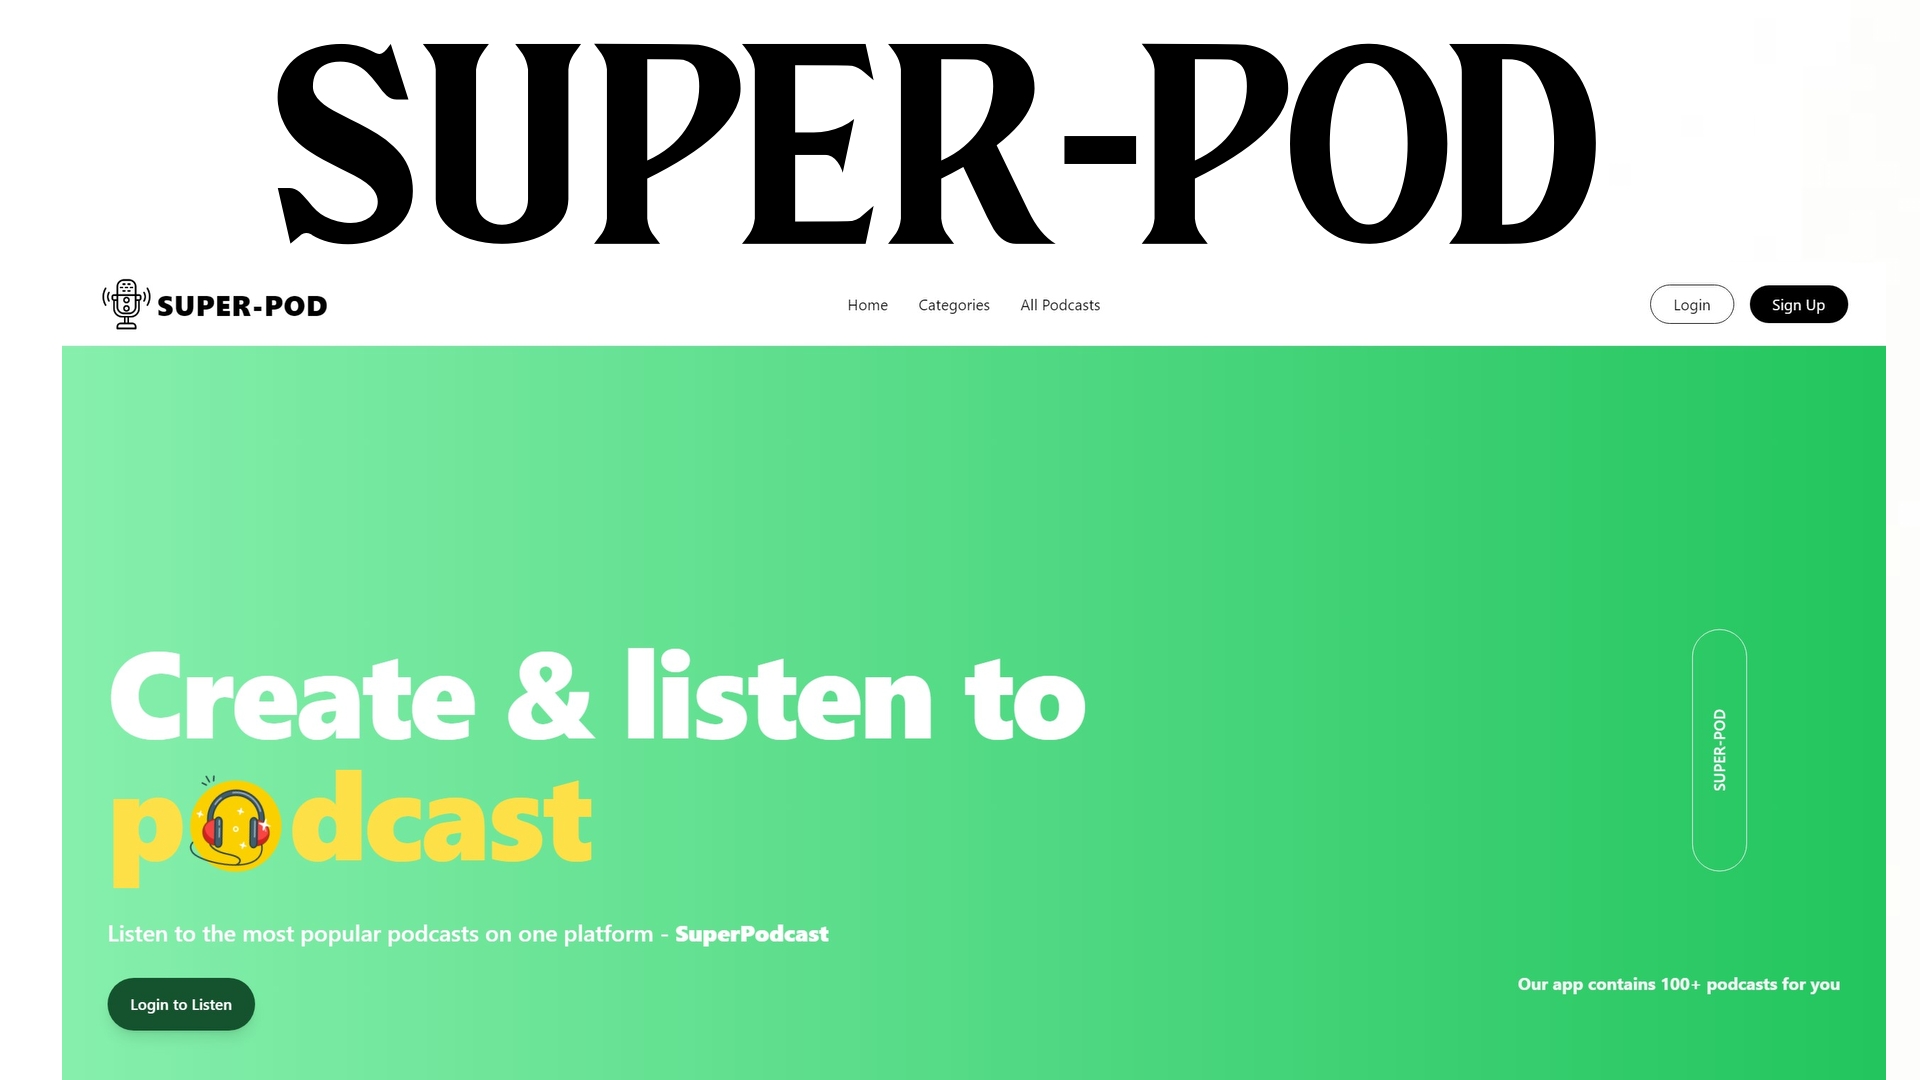 SUPER-POD
SUPER-POD
Home
Categories
All Podcasts
Login
Sign Up
Create & listen to
podcast
SUPER-POD
Listen to the most popular podcasts on one platform - SuperPodcast
Login to Listen
Our app contains 100+ podcasts for you